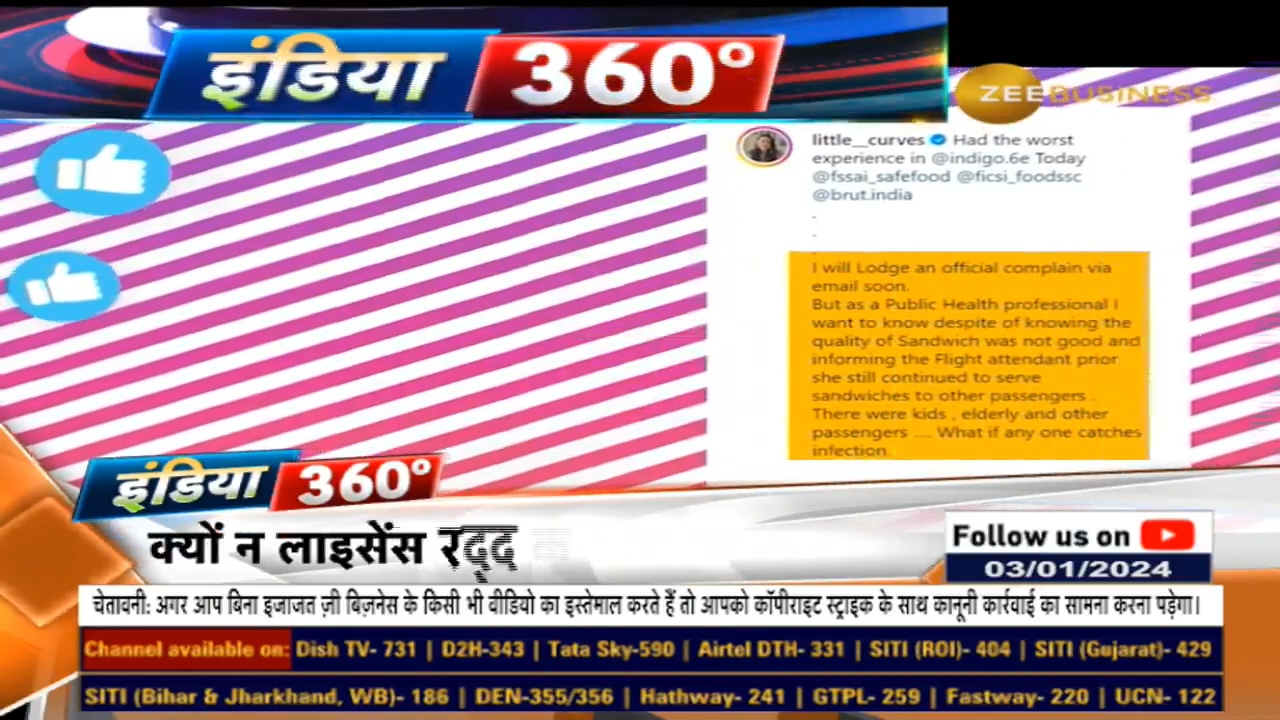 इंडिया 360°
ZEEBUSINESS
little__curves Had the worst
experience in @indigo.6e Today
@fssai_safefood @ficsi_foodssc
@brut.india
.
.
I will Lodge an official complain via
email soon.
But as a Public Health professional I
want to know despite of knowing the
quality of Sandwich was not good and
informing the Flight attendant prior
she still continued to serve
sandwiches to other passengers .
There were kids , elderly and other
passengers .... What if any one catches
infection.
इंडिया 360°
क्यों न लाइसेंस रद्द
Follow us on
03/01/2024
चेतावनी: अगर आप बिना इजाजत ज़ी बिज़नेस के किसी भी वीडियो का इस्तेमाल करते हैं तो आपको कॉपीराइट स्ट्राइक के साथ कानूनी कार्रवाई का सामना करना पड़ेगा।
Channel available on: Dish TV- 731 | D2H-343 | Tata Sky-590 | Airtel DTH- 331 | SITI (ROI)- 404 | SITI (Gujarat)- 429
SITI (Bihar & Jharkhand, WB)- 186 | DEN-355/356 | Hathway- 241 | GTPL- 259 | Fastway- 220 | UCN- 122